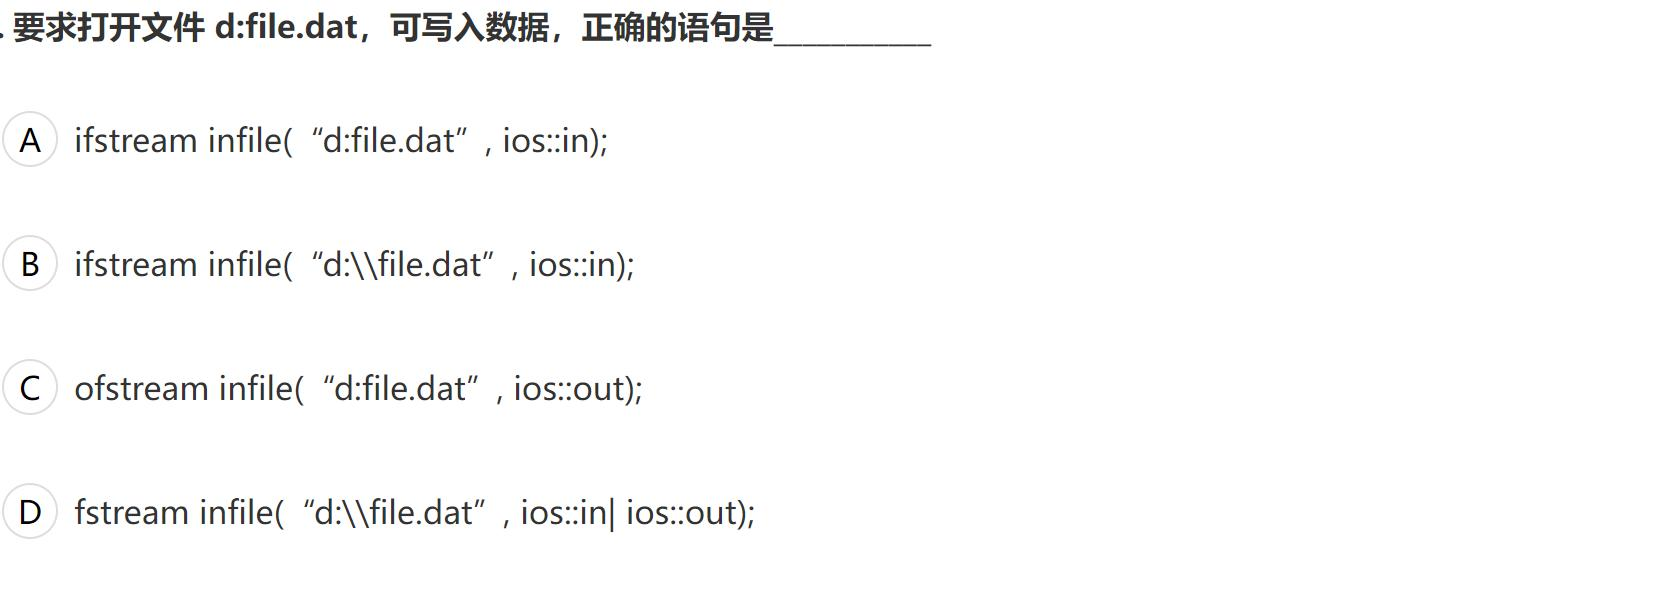 . 要求打开文件 d:file.dat，可写入数据，正确的语句是___________
A ifstream infile( “d:file.dat” , ios::in);
B ifstream infile( “d:\\file.dat” , ios::in);
C ofstream infile( “d:file.dat” , ios::out);
D fstream infile( “d:\\file.dat” , ios::in| ios::out);